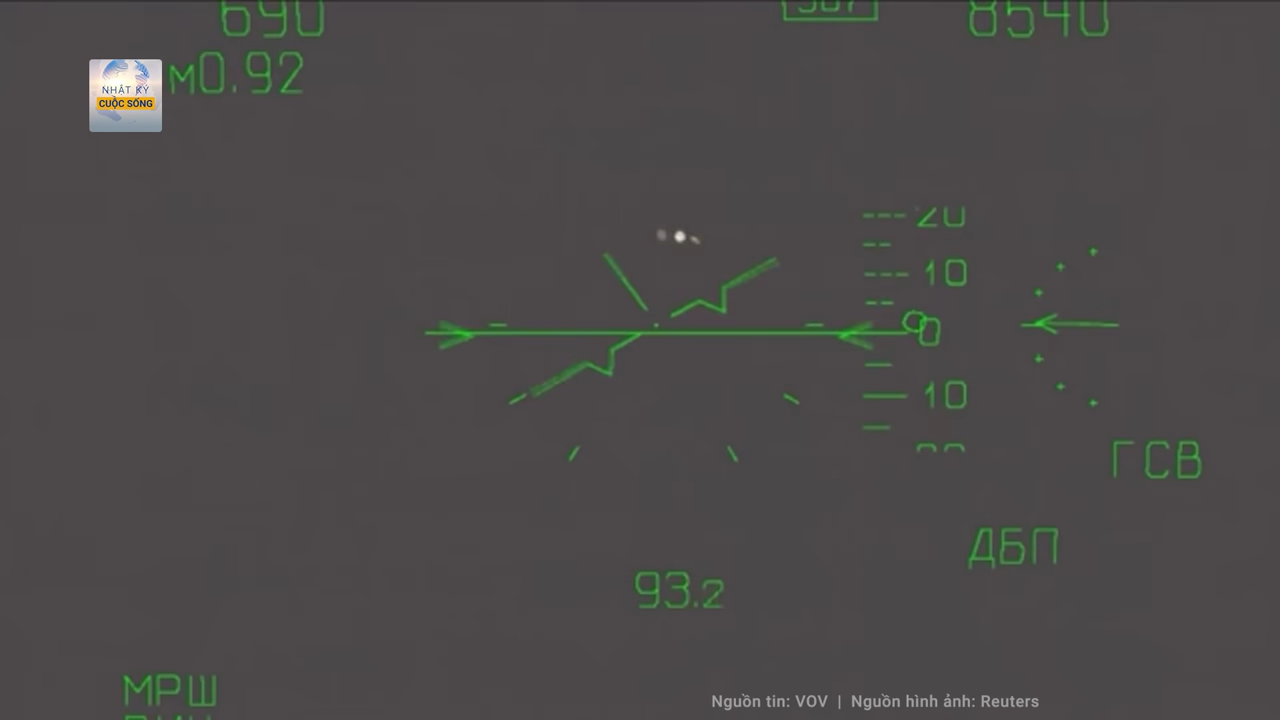 690
8540
м0.92
NHẬT KÝ
CUỘC SỐNG
20
10
0
10
ГСВ
ДБП
93.2
МРШ
Nguồn tin: VOV | Nguồn hình ảnh: Reuters